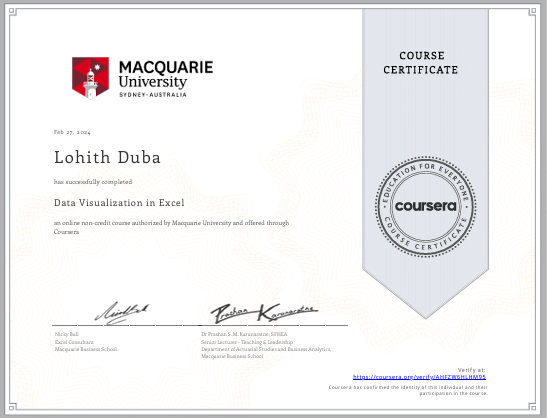 MACQUARIE
University
SYDNEY-AUSTRALIA
COURSE
CERTIFICATE
Feb 27, 2024
Lohith Duba
has successfully completed
Data Visualization in Excel
an online non-credit course authorized by Macquarie University and offered through
Coursera
EDUCATION FOR EVERYONE
coursera
COURSE CERTIFICATE
Prashan Karunaratne
Nicky Bull
Excel Consultant
Macquarie Business School
Dr Prashan S. M. Karunaratne, SFHEA
Senior Lecturer - Teaching & Leadership
Department of Actuarial Studies and Business Analytics,
Macquarie Business School
Verify at:
https://coursera.org/verify/AHFZW6HLHM9S
Coursera has confirmed the identity of this individual and their
participation in the course.